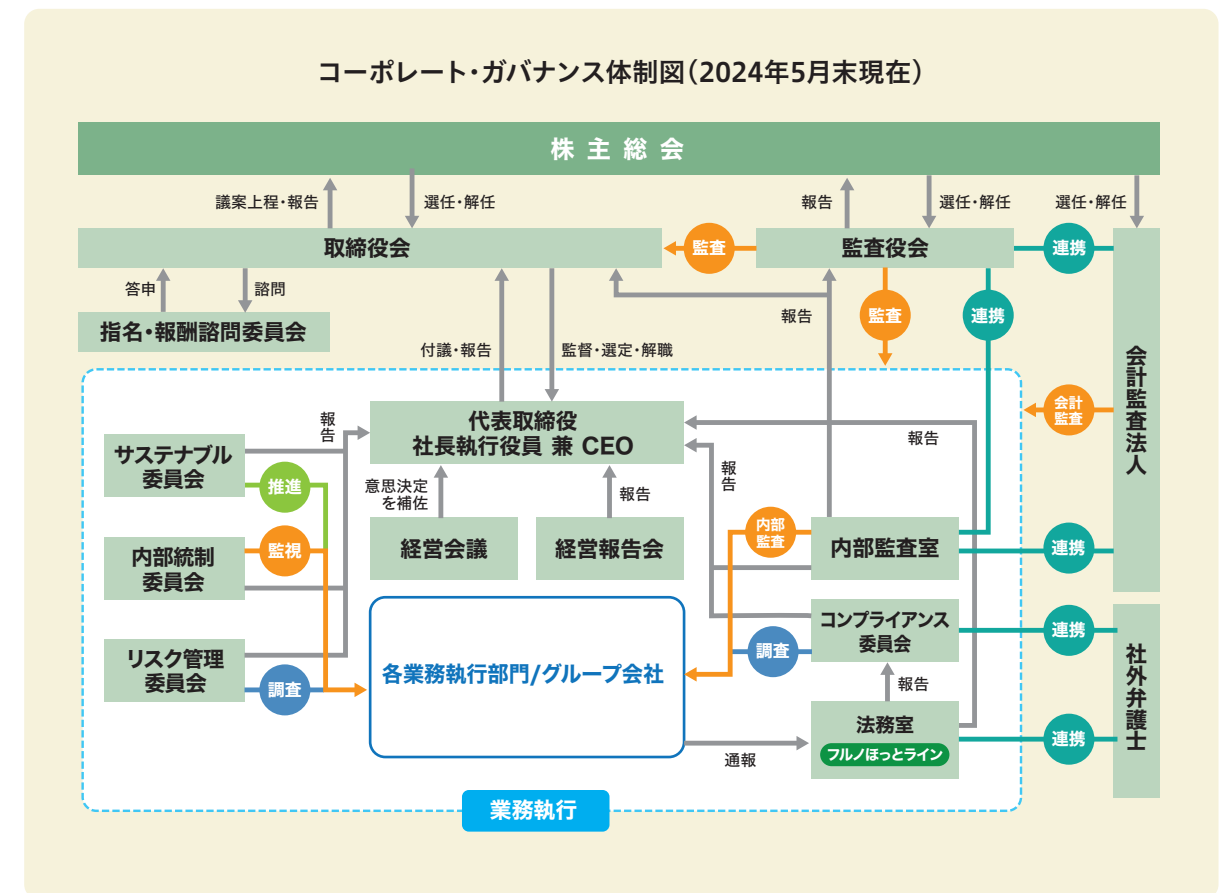 コーポレート・ガバナンス体制図（2024年5月末現在）
株主総会
議案上程・報告
選任・解任
報告
選任・解任
選任・解任
取締役会
監査
監査役会
連携
答申
諮問
報告
監査
連携
指名・報酬諮問委員会
付議・報告
監督・選定・解職
会計監査法人
会計
監査
代表取締役
社長執行役員 兼 CEO
報告
報告
報告
サステナブル
委員会
推進
意思決定
を補佐
報告
内部
監査
経営会議
経営報告会
内部監査室
連携
内部統制
委員会
監視
コンプライアンス
委員会
連携
調査
リスク管理
委員会
調査
各業務執行部門/グループ会社
報告
社外弁護士
法務室
フルノほっとライン
連携
通報
業務執行